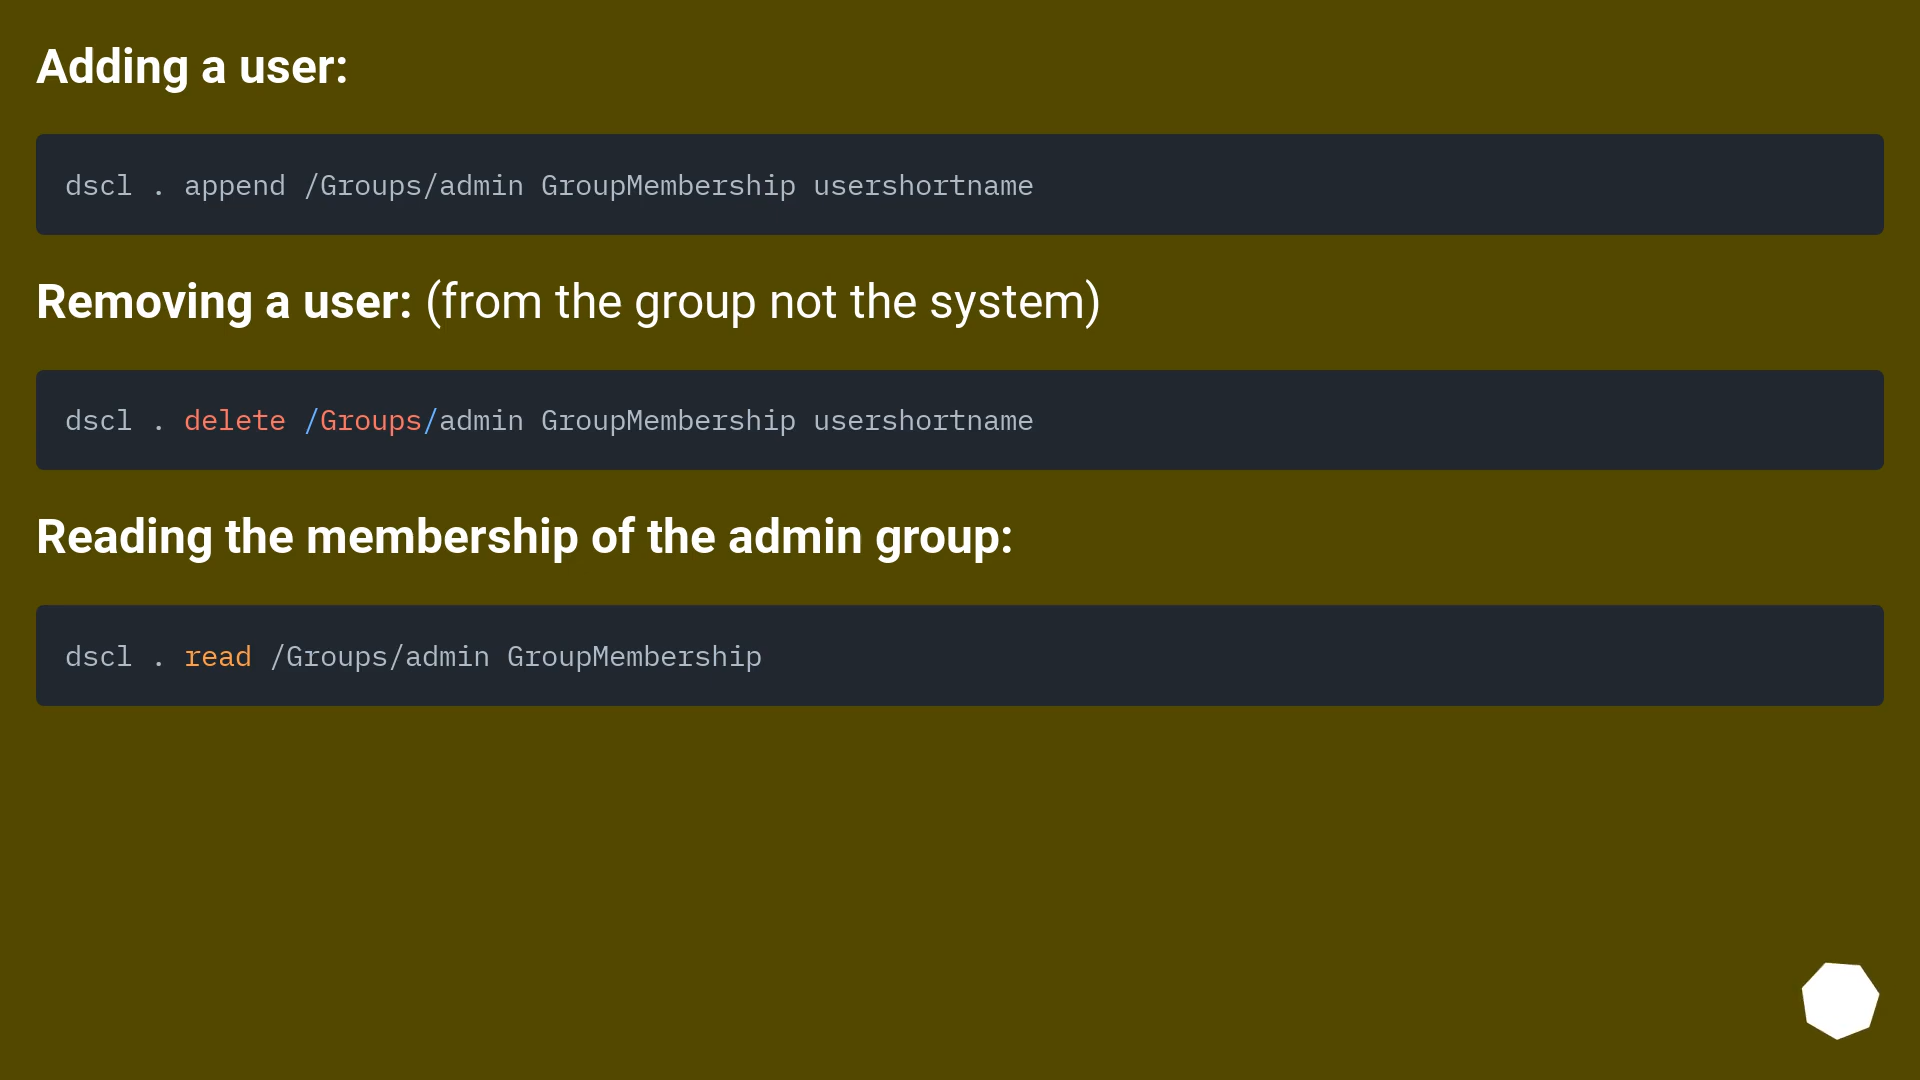 Adding a user:
dscl . append /Groups/admin GroupMembership usershortname
Removing a user: (from the group not the system)
dscl . delete /Groups/admin GroupMembership usershortname
Reading the membership of the admin group:
dscl . read /Groups/admin GroupMembership